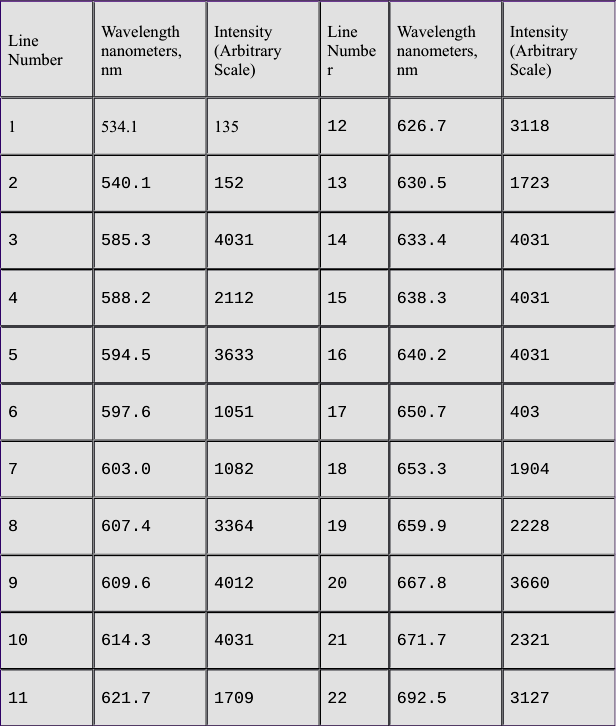 Line Number | Wavelength nanometers, nm | Intensity (Arbitrary Scale) | Line Numbe r | Wavelength nanometers, nm | Intensity (Arbitrary Scale)
1 | 534.1 | 135 | 12 | 626.7 | 3118
2 | 540.1 | 152 | 13 | 630.5 | 1723
3 | 585.3 | 4031 | 14 | 633.4 | 4031
4 | 588.2 | 2112 | 15 | 638.3 | 4031
5 | 594.5 | 3633 | 16 | 640.2 | 4031
6 | 597.6 | 1051 | 17 | 650.7 | 403
7 | 603.0 | 1082 | 18 | 653.3 | 1904
8 | 607.4 | 3364 | 19 | 659.9 | 2228
9 | 609.6 | 4012 | 20 | 667.8 | 3660
10 | 614.3 | 4031 | 21 | 671.7 | 2321
11 | 621.7 | 1709 | 22 | 692.5 | 3127